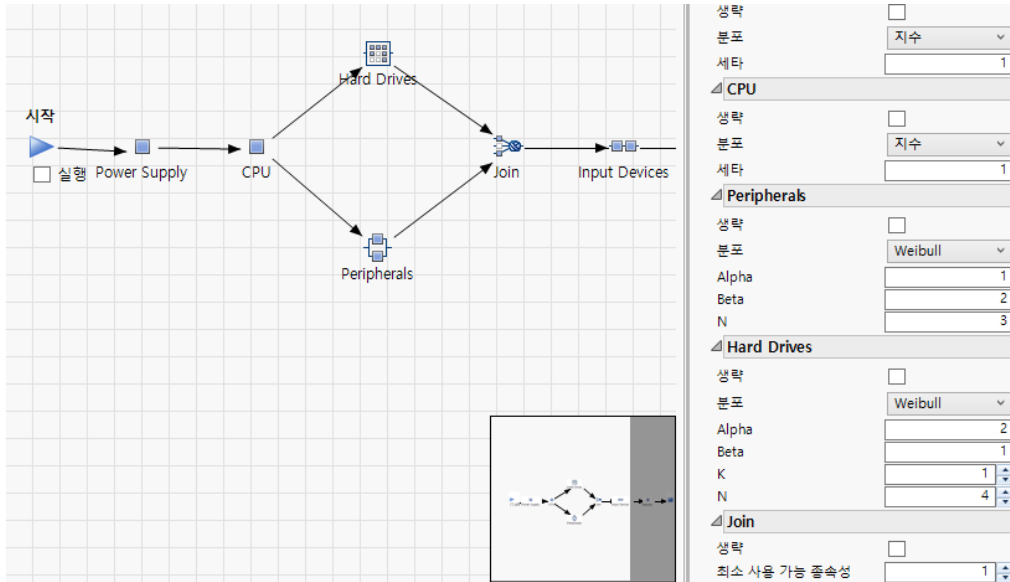 Hard Drives
시작
실행
Power Supply
CPU
Join
Input Devices
Peripherals
생략
분포
지수
세타
1
CPU
생략
분포
지수
세타
1
Peripherals
생략
분포
Weibull
Alpha
1
Beta
2
N
3
Hard Drives
생략
분포
Weibull
Alpha
2
Beta
1
K
1
N
4
Join
생략
최소 사용 가능 종속성
1